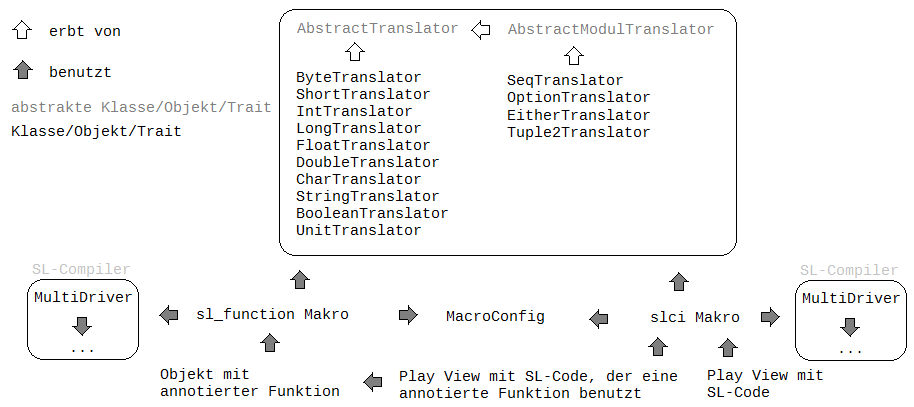 erbt von
benutzt
abstrakte Klasse/Objekt/Trait
Klasse/Objekt/Trait
AbstractTranslator
AbstractModulTranslator
ByteTranslator
ShortTranslator
IntTranslator
LongTranslator
FloatTranslator
DoubleTranslator
CharTranslator
StringTranslator
BooleanTranslator
UnitTranslator
SeqTranslator
OptionTranslator
EitherTranslator
Tuple2Translator
SL-Compiler
MultiDriver
...
sl_function Makro
MacroConfig
slci Makro
SL-Compiler
MultiDriver
...
Objekt mit
annotierter Funktion
Play View mit SL-Code, der eine
annotierte Funktion benutzt
Play View mit
SL-Code